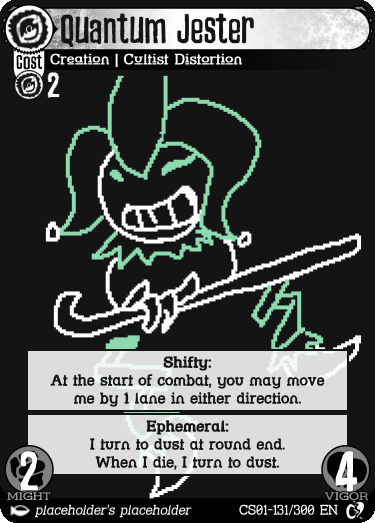 Quantum Jester
Cost
Creation | Cultist Distortion
2
Shifty:
At the start of combat, you may move
me by 1 lane in either direction.
Ephemeral:
I turn to dust at round end.
When I die, I turn to dust.
2
MIGHT
4
VIGOR
placeholder's placeholder
CS01-131/300 EN